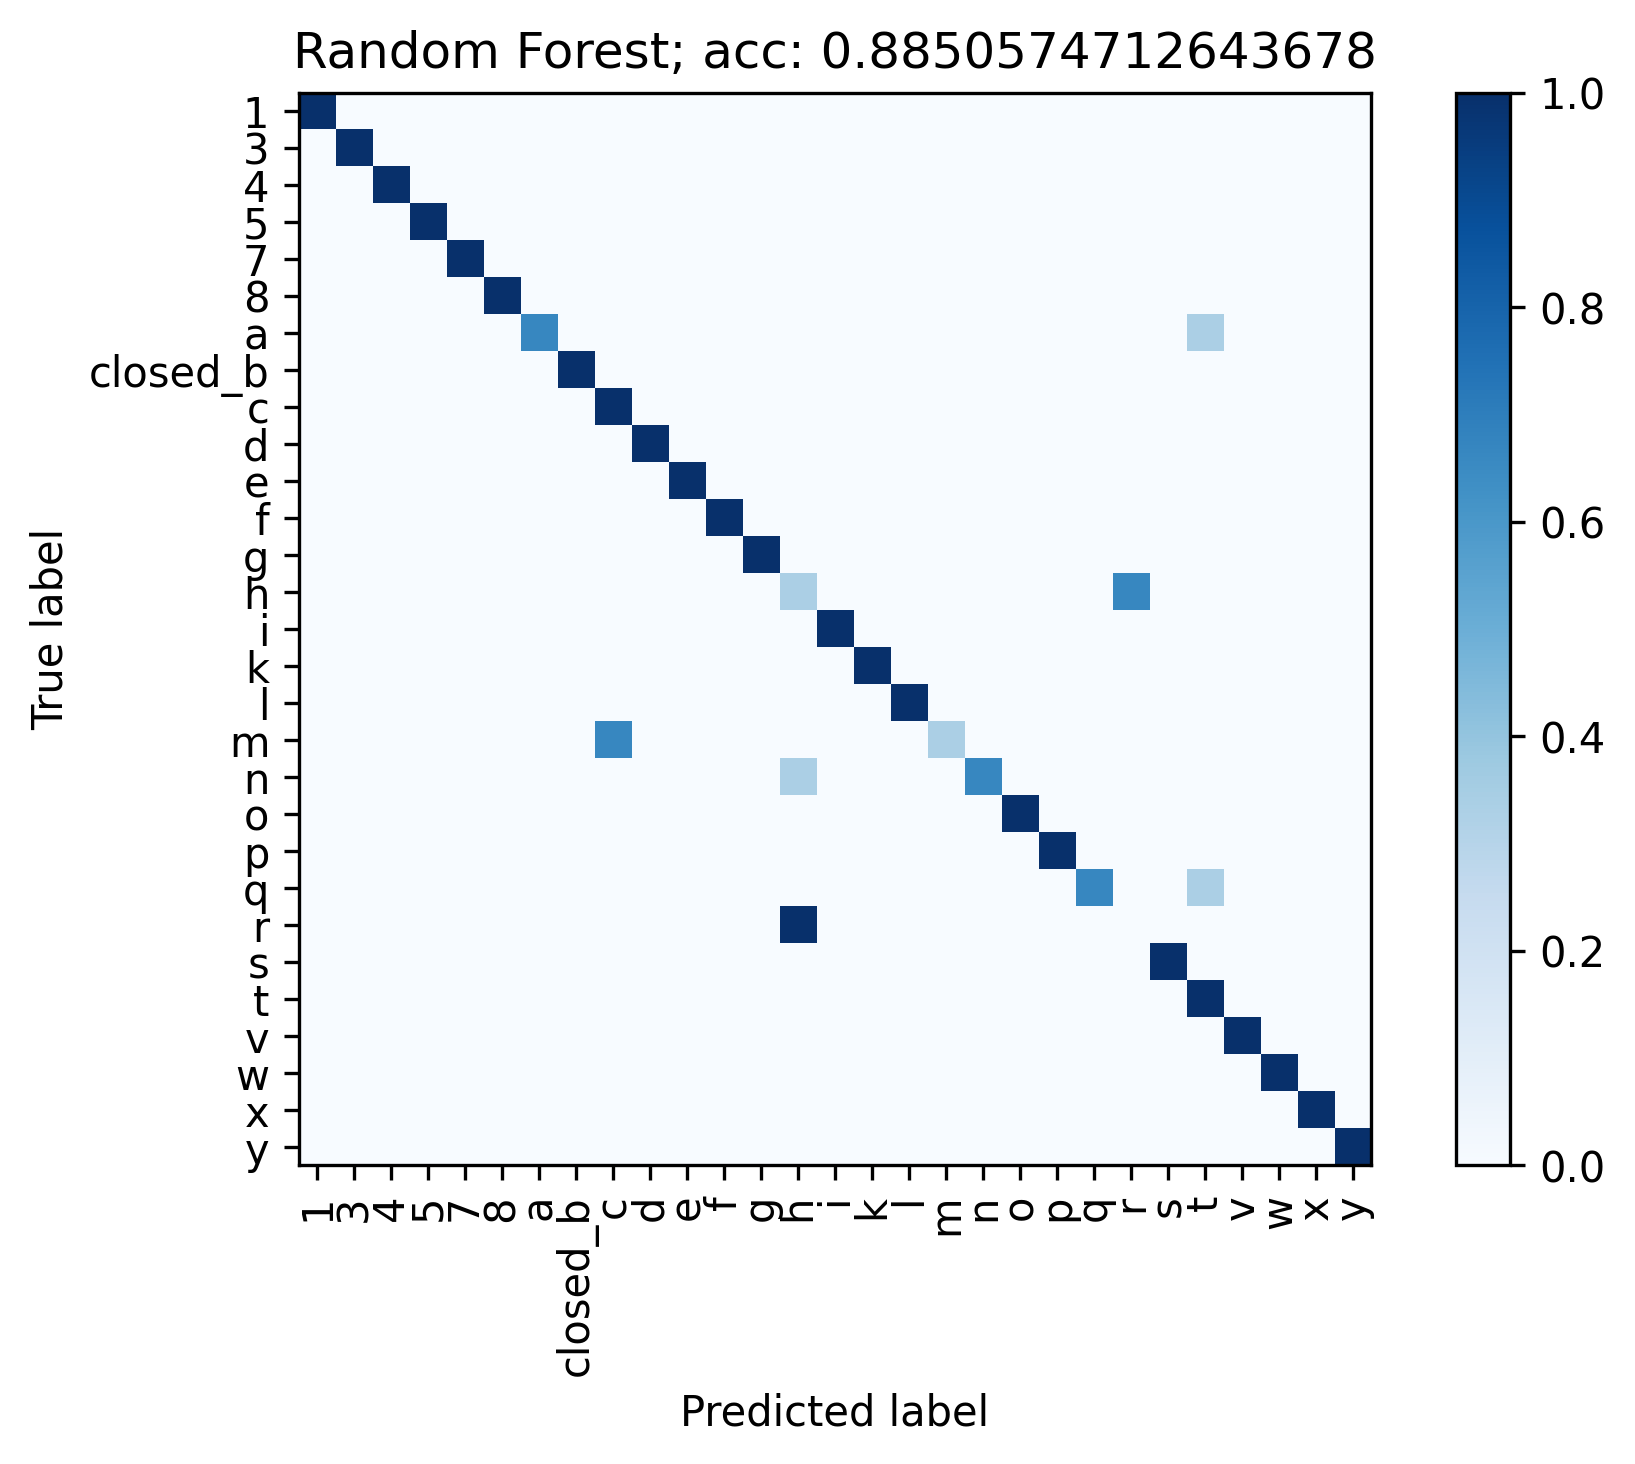 Random Forest; acc: 0.8850574712643678
True label
1
3
4
5
7
8
a
closed_b
c
d
e
f
g
h
i
k
l
m
n
o
p
q
r
s
t
v
w
x
y
1 3 4 5 7 8 a closed_b c d e f g h i k l m n o p q r s t v w x y
Predicted label
1.0
0.8
0.6
0.4
0.2
0.0